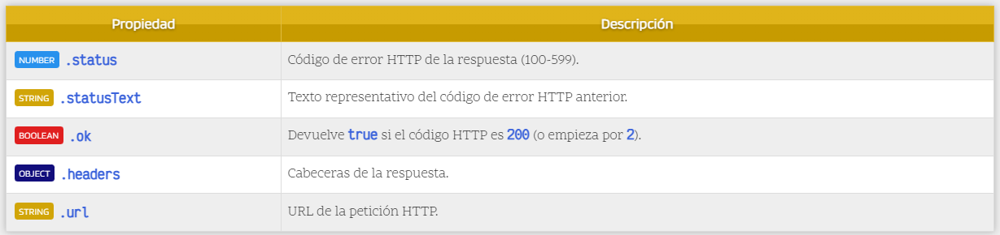 Propiedad Descripción
NUMBER .status Código de error HTTP de la respuesta (100-599).
STRING .statusText Texto representativo del código de error HTTP anterior.
BOOLEAN .ok Devuelve true si el código HTTP es 200 (o empieza por 2).
OBJECT .headers Cabeceras de la respuesta.
STRING .url URL de la petición HTTP.